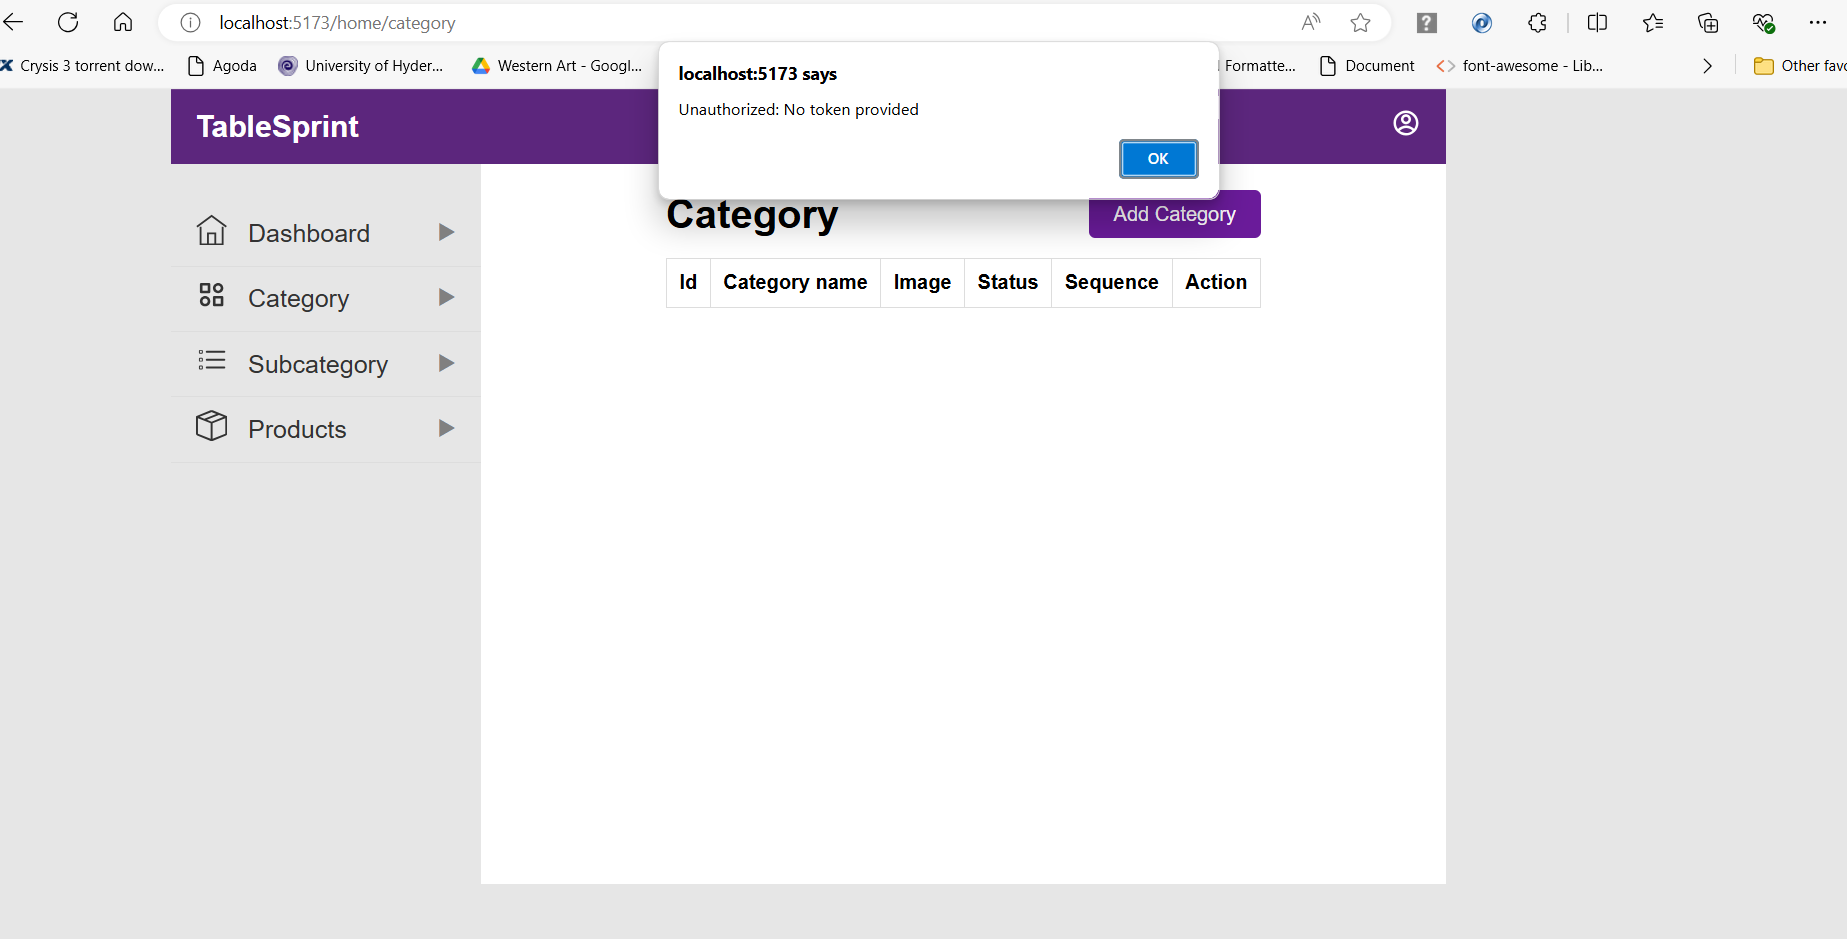 localhost:5173/home/category
Crysis 3 torrent dow...
Agoda
University of Hyder...
Western Art - Googl...
Formatte...
Document
font-awesome - Lib...
Other favo
localhost:5173 says
Unauthorized: No token provided
OK
TableSprint
Dashboard
Category
Subcategory
Products
Category
Add Category
Id Category name Image Status Sequence Action